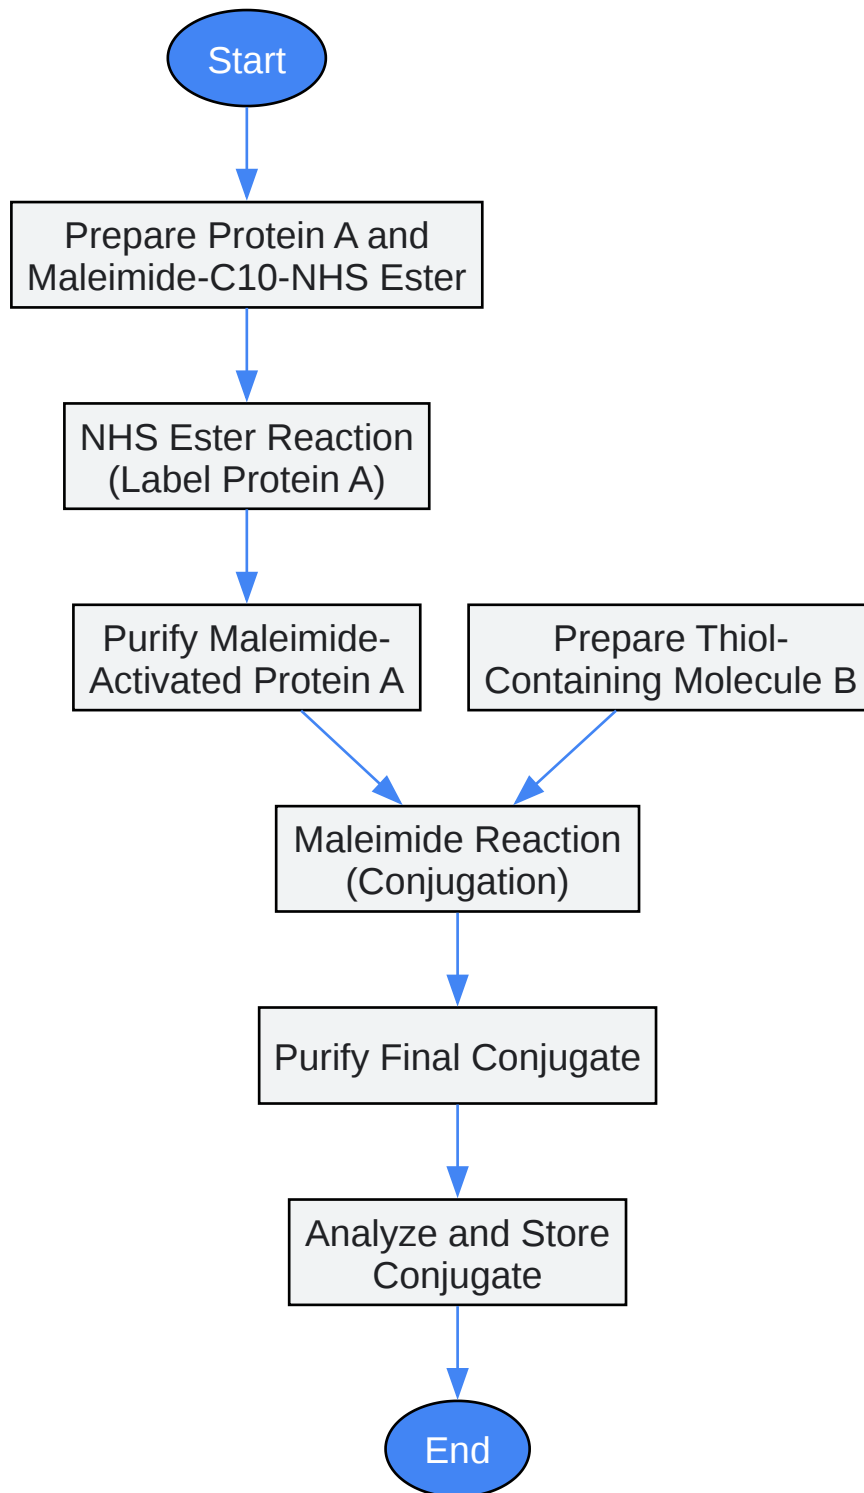 Start
Prepare Protein A and
Maleimide-C10-NHS Ester
NHS Ester Reaction
(Label Protein A)
Purify Maleimide-
Activated Protein A
Prepare Thiol-
Containing Molecule B
Maleimide Reaction
(Conjugation)
Purify Final Conjugate
Analyze and Store
Conjugate
End